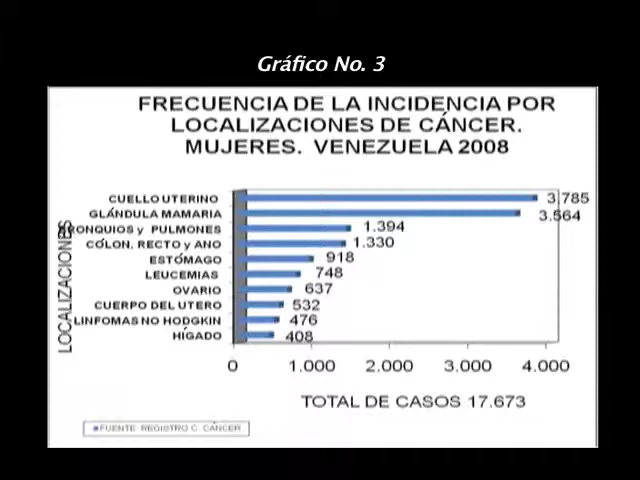 Gráfico No. 3
FRECUENCIA DE LA INCIDENCIA POR
LOCALIZACIONES DE CÁNCER.
MUJERES. VENEZUELA 2008
LOCALIZACIONES
CUELLO UTERINO 3.785
GLÁNDULA MAMARIA 3.564
BRONQUIOS y PULMONES 1.394
COLON, RECTO y ANO 1.330
ESTÓMAGO 918
LEUCEMIAS 748
OVARIO 637
CUERPO DEL UTERO 532
LINFOMAS NO HODGKIN 476
HÍGADO 408
0 1.000 2.000 3.000 4.000
TOTAL DE CASOS 17.673
FUENTE: REGISTRO C. CÁNCER